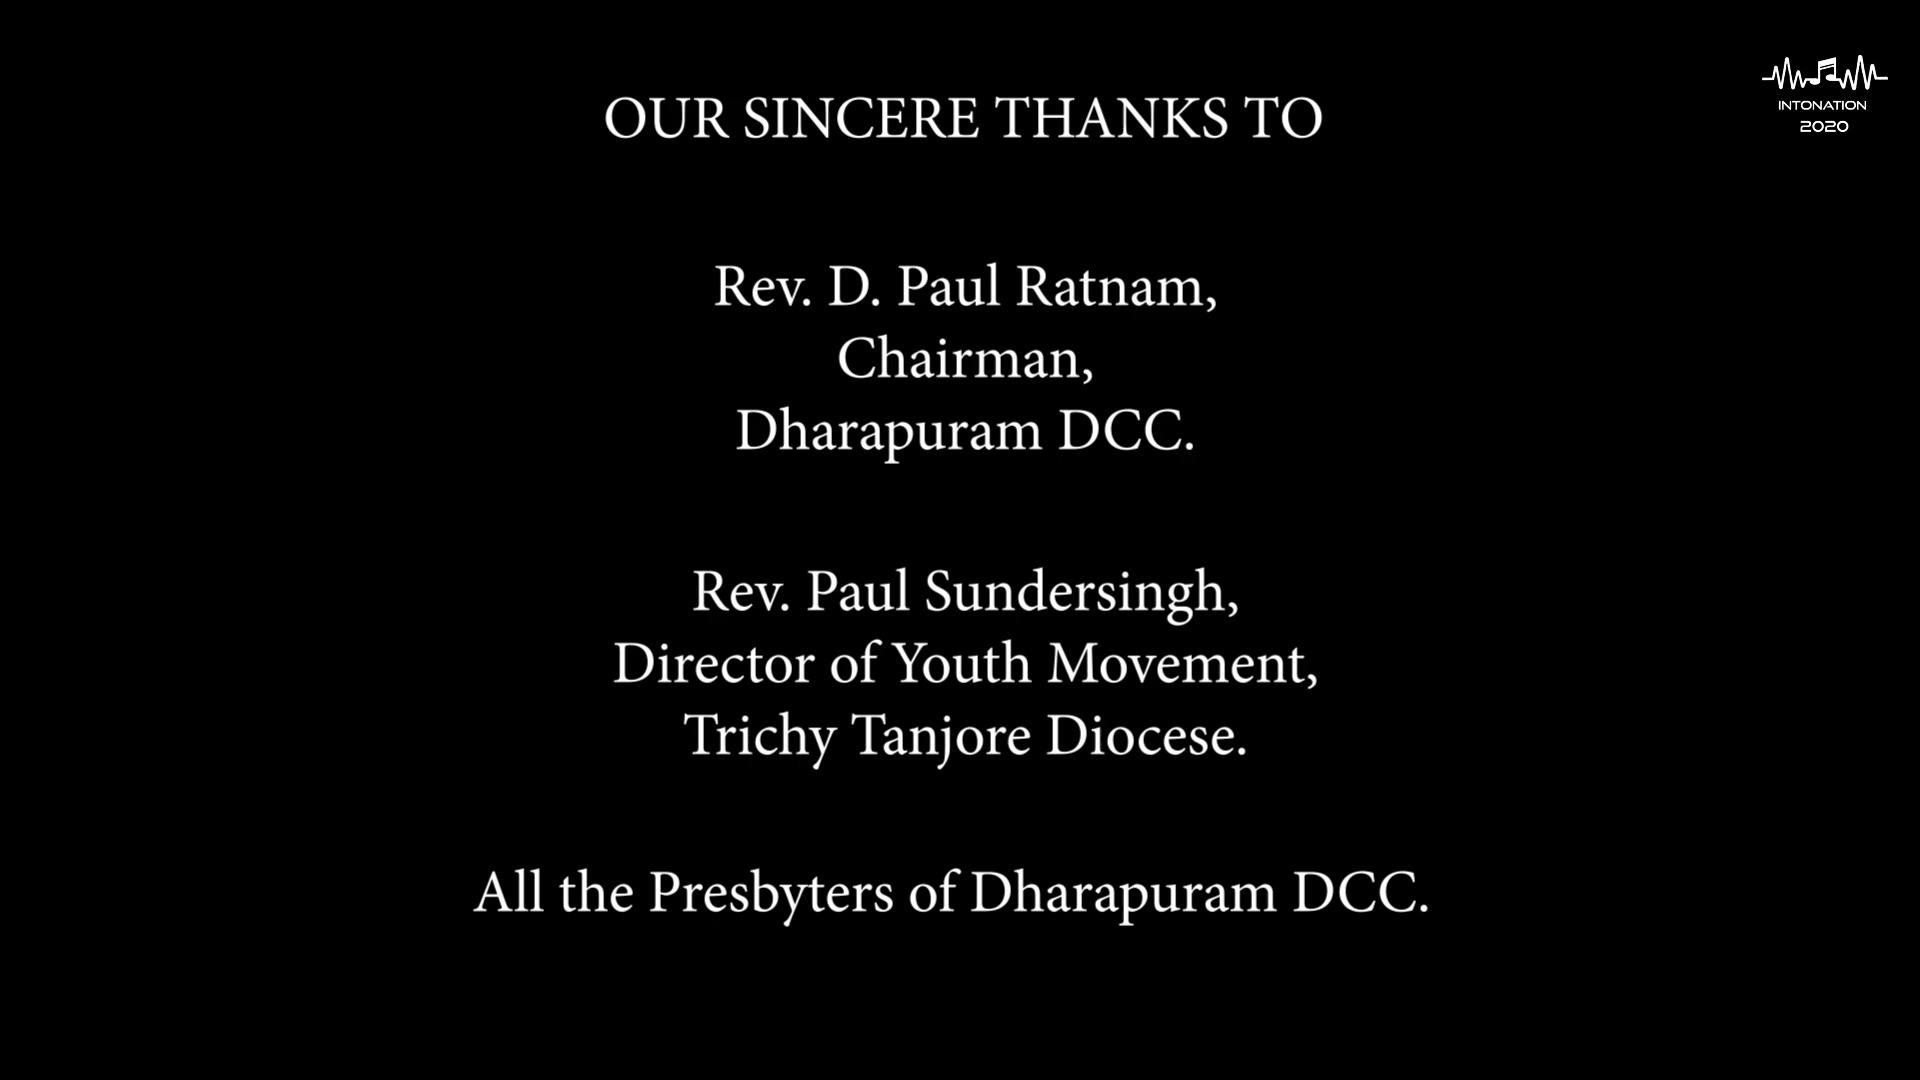 OUR SINCERE THANKS TO
INTONATION
2020
Rev. D. Paul Ratnam,
Chairman,
Dharapuram DCC.
Rev. Paul Sundersingh,
Director of Youth Movement,
Trichy Tanjore Diocese.
All the Presbyters of Dharapuram DCC.